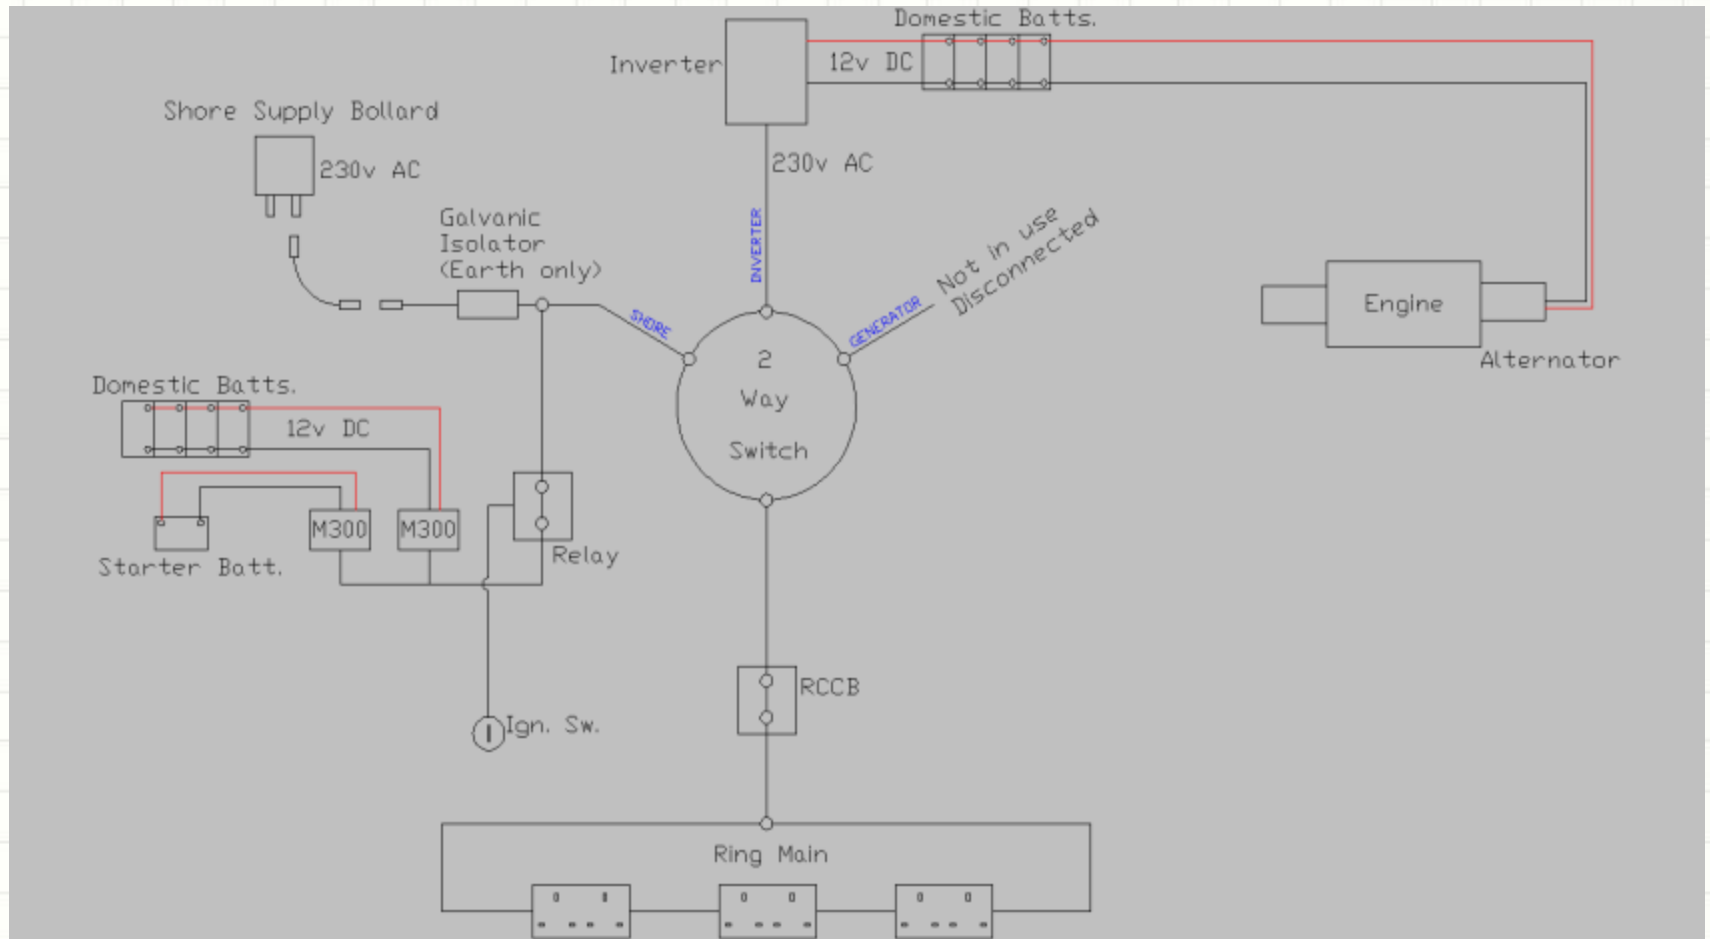 Domestic Batts.
Inverter
12v DC
Shore Supply Bollard
230v AC
230v AC
Galvanic
Isolator
(Earth only)
INVERTER
Not in use
Disconnected
SHORE
GENERATOR
Engine
Alternator
2
Way
Switch
Domestic Batts.
12v DC
M300
M300
Starter Batt.
Relay
RCCB
Ign. Sw.
Ring Main